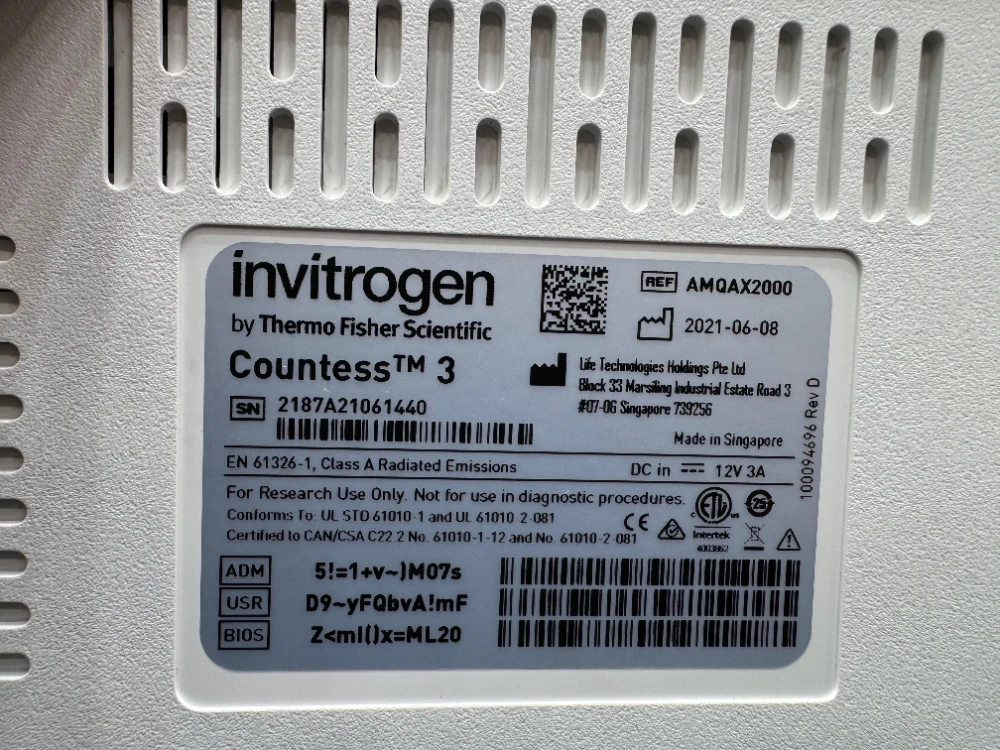 invitrogen
by Thermo Fisher Scientific
Countess™ 3
SN 2187A21061440
REF AMQAX2000
2021-06-08
Life Technologies Holdings Pte Ltd
Block 33 Marsiling Industrial Estate Road 3
#07-06 Singapore 739256
Made in Singapore
100094696 Rev D
EN 61326-1, Class A Radiated Emissions
DC in 12V 3A
For Research Use Only. Not for use in diagnostic procedures.
Conforms To: UL STD 61010-1 and UL 61010-2-081
Certified to CAN/CSA C22.2 No. 61010-1-12 and No. 61010-2-081
CE
c ETL us
Intertek
25
ADM 5!=1+v~)M07s
USR D9~yFQbvA!mF
BIOS Z<ml()x=ML20